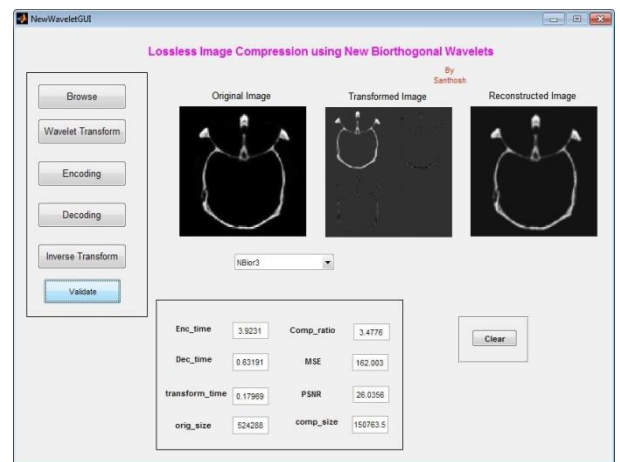 NewWaveletGUI
Lossless Image Compression using New Biorthogonal Wavelets
By
Santhosh
Browse
Wavelet Transform
Encoding
Decoding
Inverse Transform
Validate
Original Image
Transformed Image
Reconstructed Image
NBior3
Enc_time 3.9231 Comp_ratio 3.4776
Dec_time 0.63191 MSE 162.003
transform_time 0.17969 PSNR 26.0356
orig_size 524288 comp_size 150763.5
Clear